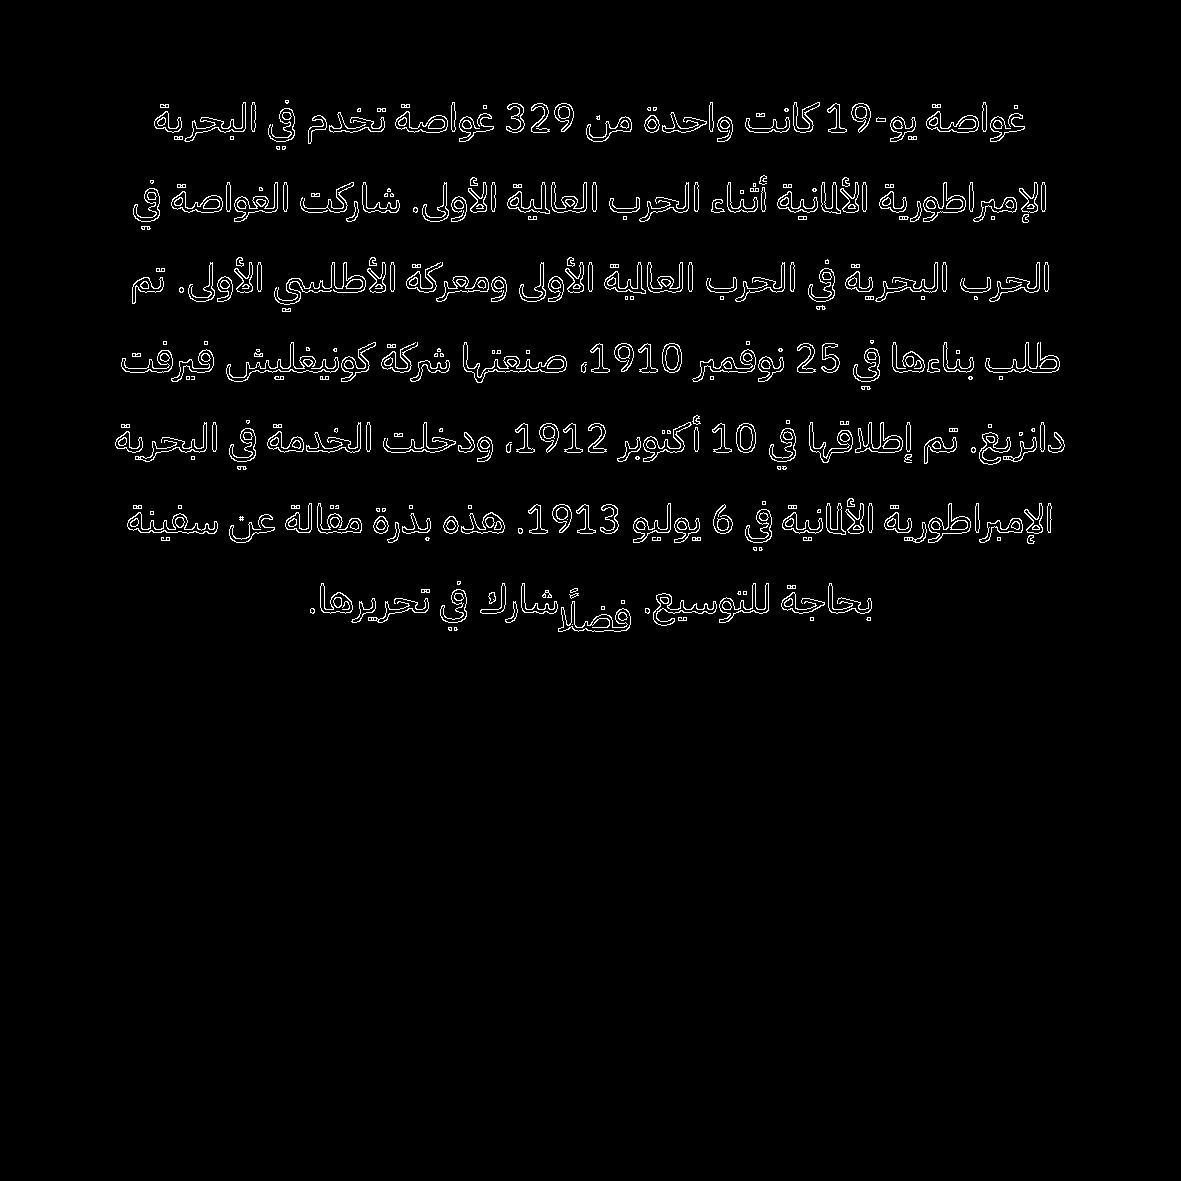 غواصة يو-19 كانت واحدة من 329 غواصة تخدم في البحرية
الإمبراطورية الألمانية أثناء الحرب العالمية الأولى. شاركت الغواصة في
الحرب البحرية في الحرب العالمية الأولى ومعركة الأطلسي الأولى. تم
طلب بناءها في 25 نوفمبر 1910، صنعتها شركة كونيغليش فيرفت
دانزيغ. تم إطلاقها في 10 أكتوبر 1912، ودخلت الخدمة في البحرية
الإمبراطورية الألمانية في 6 يوليو 1913. هذه بذرة مقالة عن سفينة
بحاجة للتوسيع. فضلًا شارك في تحريرها.